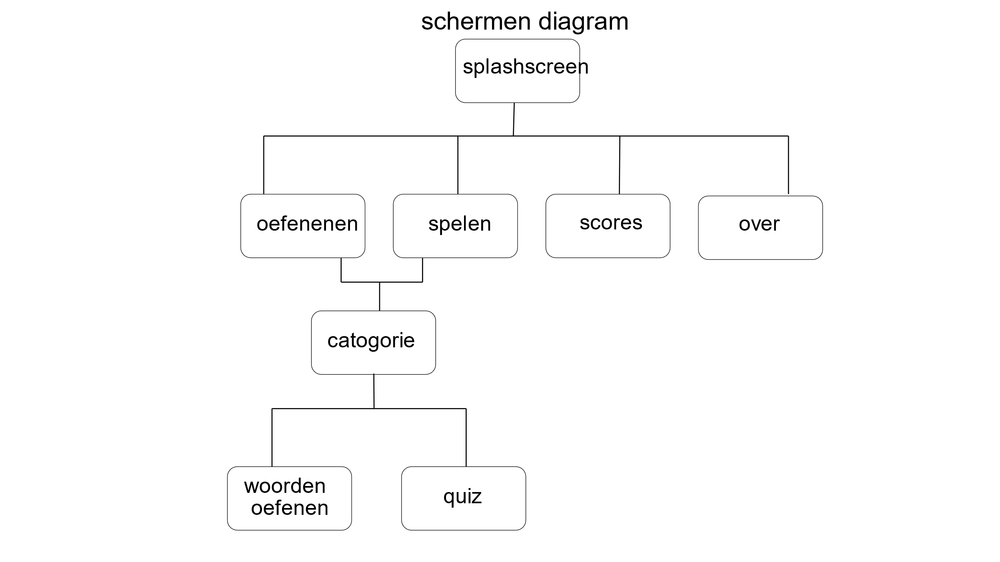 schermen diagram
splashscreen
oefenenen
spelen
scores
over
catogorie
woorden
oefenen
quiz